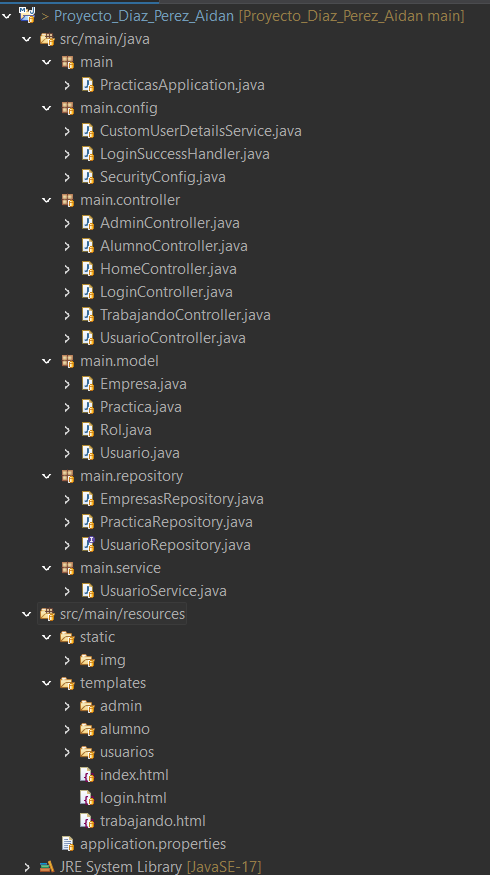 > Proyecto_Diaz_Perez_Aidan [Proyecto_Diaz_Perez_Aidan main]
src/main/java
main
PracticasApplication.java
main.config
CustomUserDetailsService.java
LoginSuccessHandler.java
SecurityConfig.java
main.controller
AdminController.java
AlumnoController.java
HomeController.java
LoginController.java
TrabajandoController.java
UsuarioController.java
main.model
Empresa.java
Practica.java
Rol.java
Usuario.java
main.repository
EmpresasRepository.java
PracticaRepository.java
UsuarioRepository.java
main.service
UsuarioService.java
src/main/resources
static
img
templates
admin
alumno
usuarios
index.html
login.html
trabajando.html
application.properties
JRE System Library [JavaSE-17]